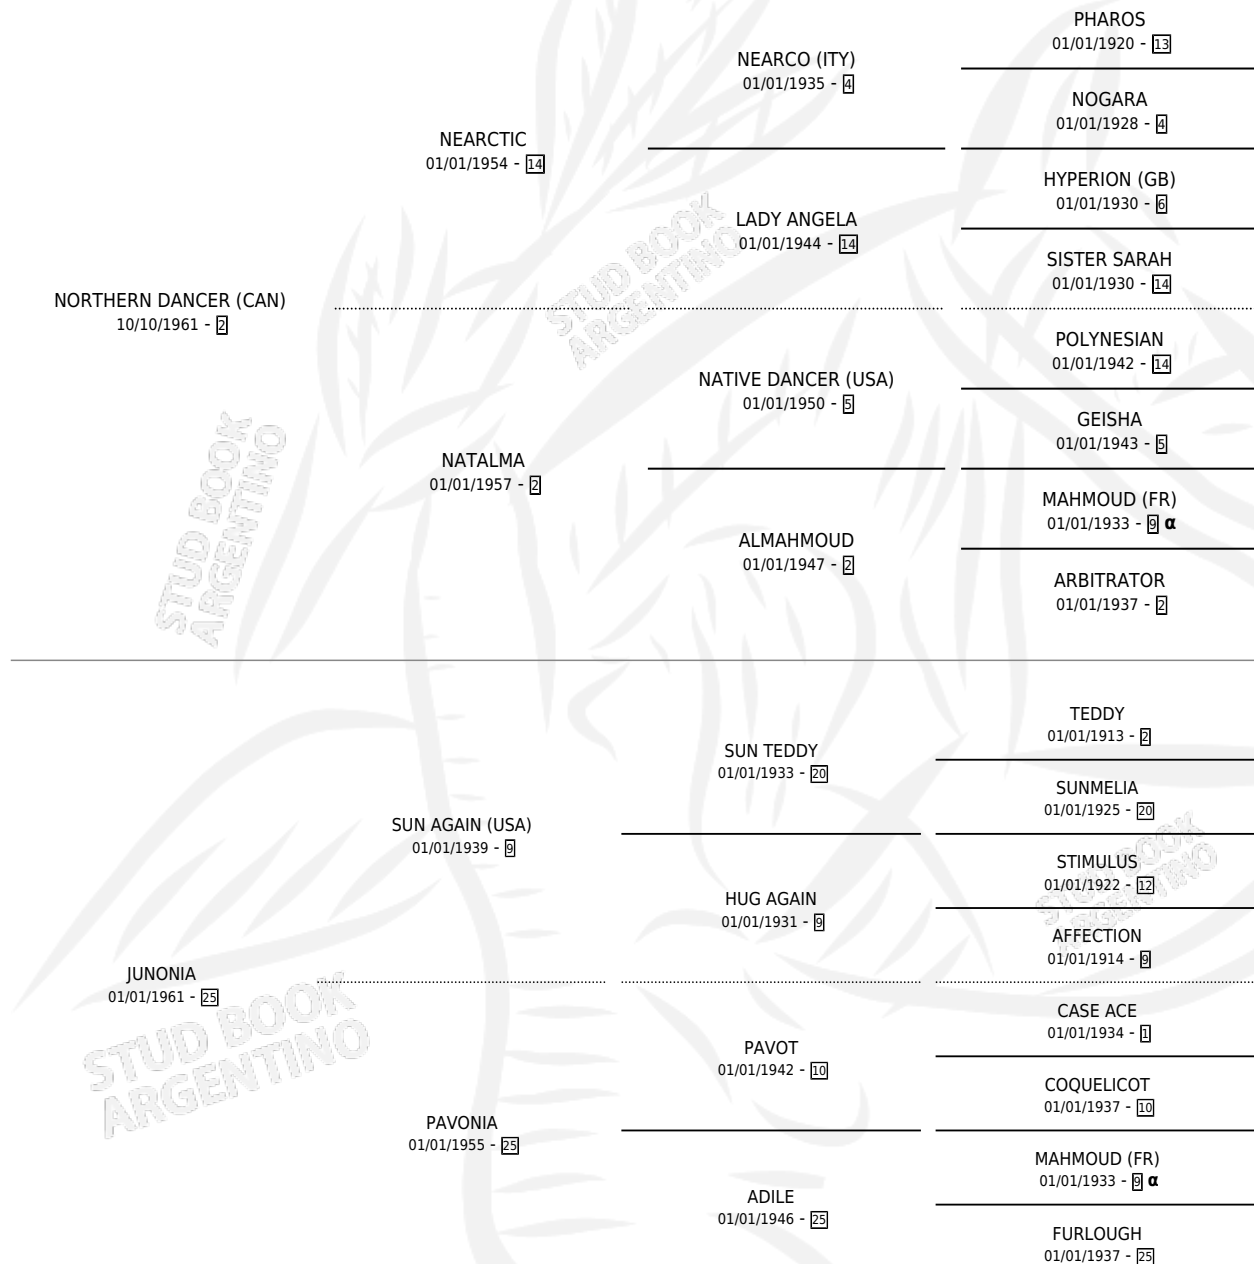 PHAROS
01/01/1920 - 13
NEARCO (ITY)
01/01/1935 - 4
NOGARA
01/01/1928 - 4
NEARCTIC
01/01/1954 - 14
HYPERION (GB)
01/01/1930 - 6
LADY ANGELA
01/01/1944 - 14
SISTER SARAH
01/01/1930 - 14
NORTHERN DANCER (CAN)
10/10/1961 - 2
POLYNESIAN
01/01/1942 - 14
NATIVE DANCER (USA)
01/01/1950 - 5
GEISHA
01/01/1943 - 5
NATALMA
01/01/1957 - 2
MAHMOUD (FR)
01/01/1933 - 9 α
ALMAHMOUD
01/01/1947 - 2
ARBITRATOR
01/01/1937 - 2
STUD BOOK
ARGENTINO
STUD BOOK
ARGENTINO
TEDDY
01/01/1913 - 2
SUN TEDDY
01/01/1933 - 20
SUNMELIA
01/01/1925 - 20
SUN AGAIN (USA)
01/01/1939 - 9
STIMULUS
01/01/1922 - 12
HUG AGAIN
01/01/1931 - 9
AFFECTION
01/01/1914 - 9
STUD BOOK
ARGENTINO
JUNONIA
01/01/1961 - 25
CASE ACE
01/01/1934 - 1
PAVOT
01/01/1942 - 10
COQUELICOT
01/01/1937 - 10
PAVONIA
01/01/1955 - 25
MAHMOUD (FR)
01/01/1933 - 9 α
ADILE
01/01/1946 - 25
FURLOUGH
01/01/1937 - 25
STUD BOOK
ARGENTINO